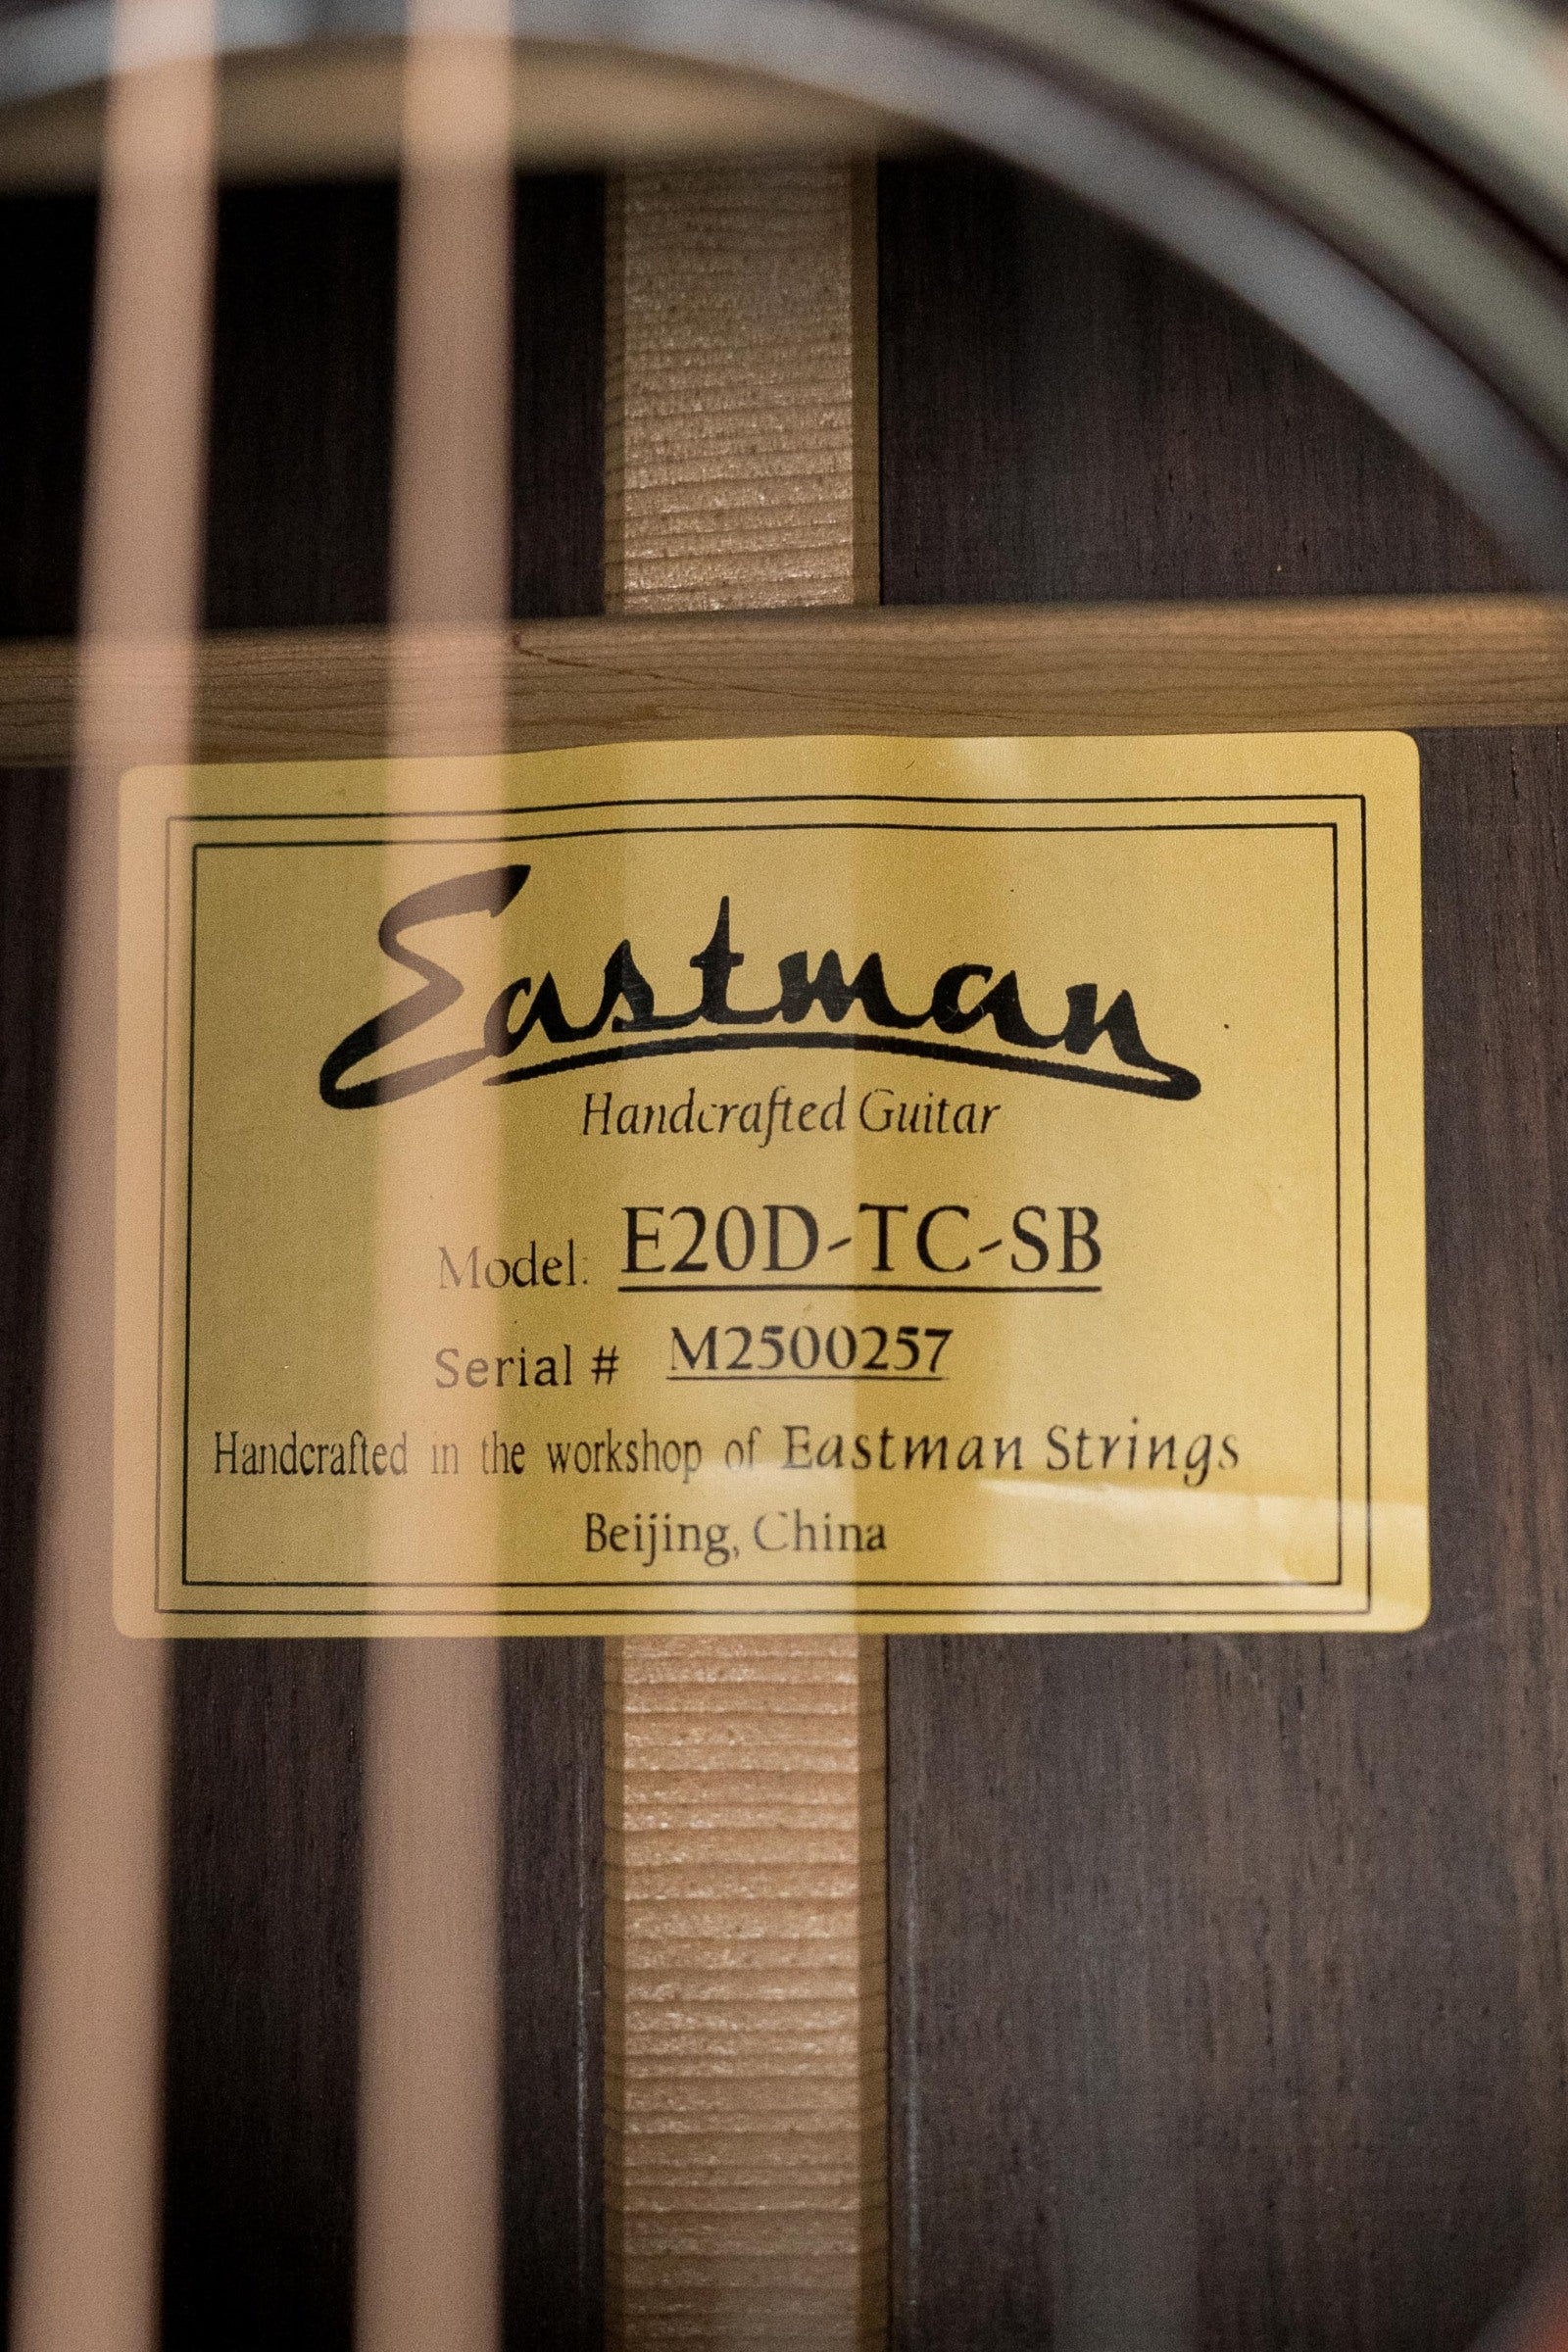 Eastman
Handcrafted Guitar
Model: E20D-TC-SB
Serial # M2500257
Handcrafted in the workshop of Eastman Strings
Beijing, China